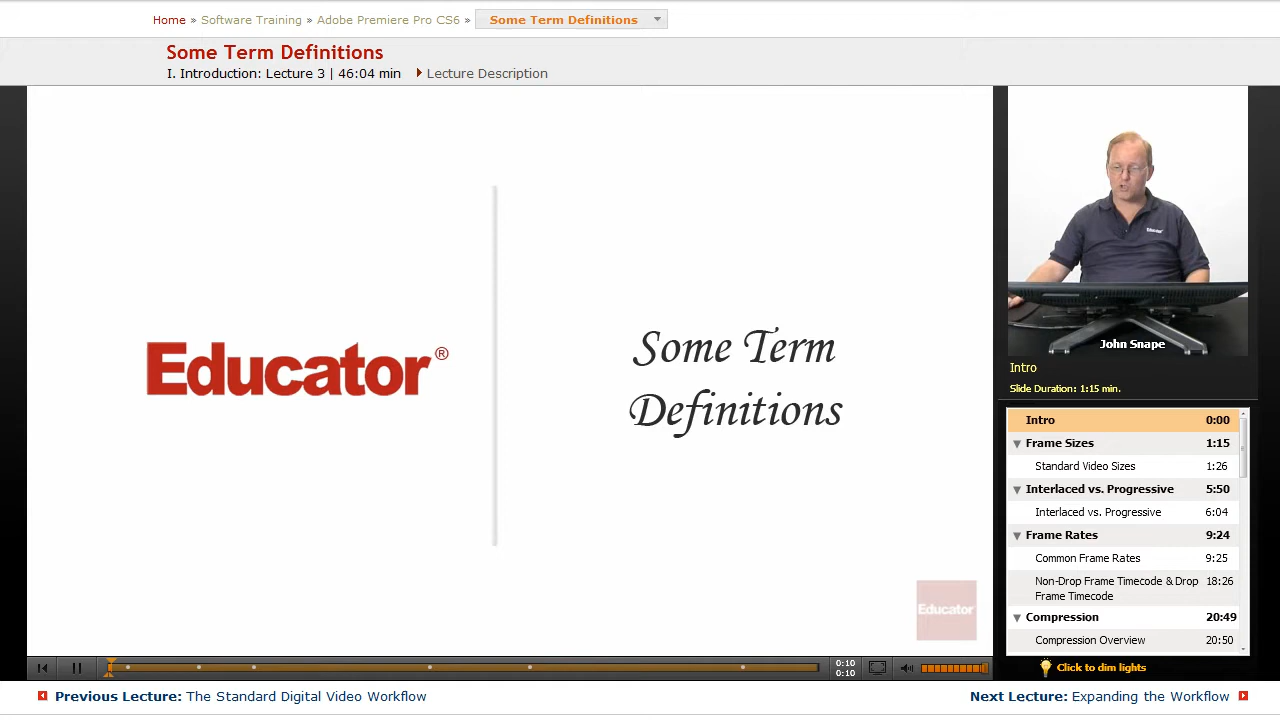 Home » Software Training » Adobe Premiere Pro CS6 » Some Term Definitions
Some Term Definitions
I. Introduction: Lecture 3 | 46:04 min Lecture Description
Educator®
Some Term
Definitions
Educator
Educator
John Snape
Intro
Slide Duration: 1:15 min.
Intro 0:00
Frame Sizes 1:15
Standard Video Sizes 1:26
Interlaced vs. Progressive 5:50
Interlaced vs. Progressive 6:04
Frame Rates 9:24
Common Frame Rates 9:25
Non-Drop Frame Timecode & Drop 18:26
Frame Timecode
Compression 20:49
Compression Overview 20:50
0:10
0:10
Click to dim lights
Previous Lecture: The Standard Digital Video Workflow
Next Lecture: Expanding the Workflow